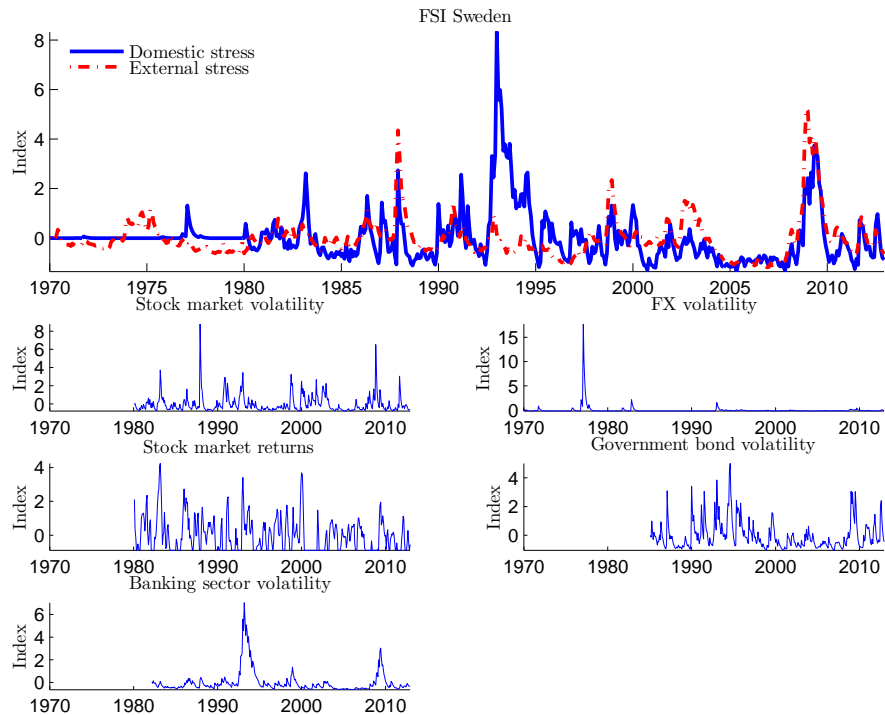 FSI Sweden
Domestic stress
External stress
Index
8
6
4
2
0
1970 1975 1980 1985 1990 1995 2000 2005 2010
Stock market volatility
Index
8
6
4
2
0
1970 1980 1990 2000 2010
FX volatility
Index
15
10
5
0
1970 1980 1990 2000 2010
Stock market returns
Index
4
2
0
1970 1980 1990 2000 2010
Government bond volatility
Index
4
2
0
1970 1980 1990 2000 2010
Banking sector volatility
Index
6
4
2
0
1970 1980 1990 2000 2010